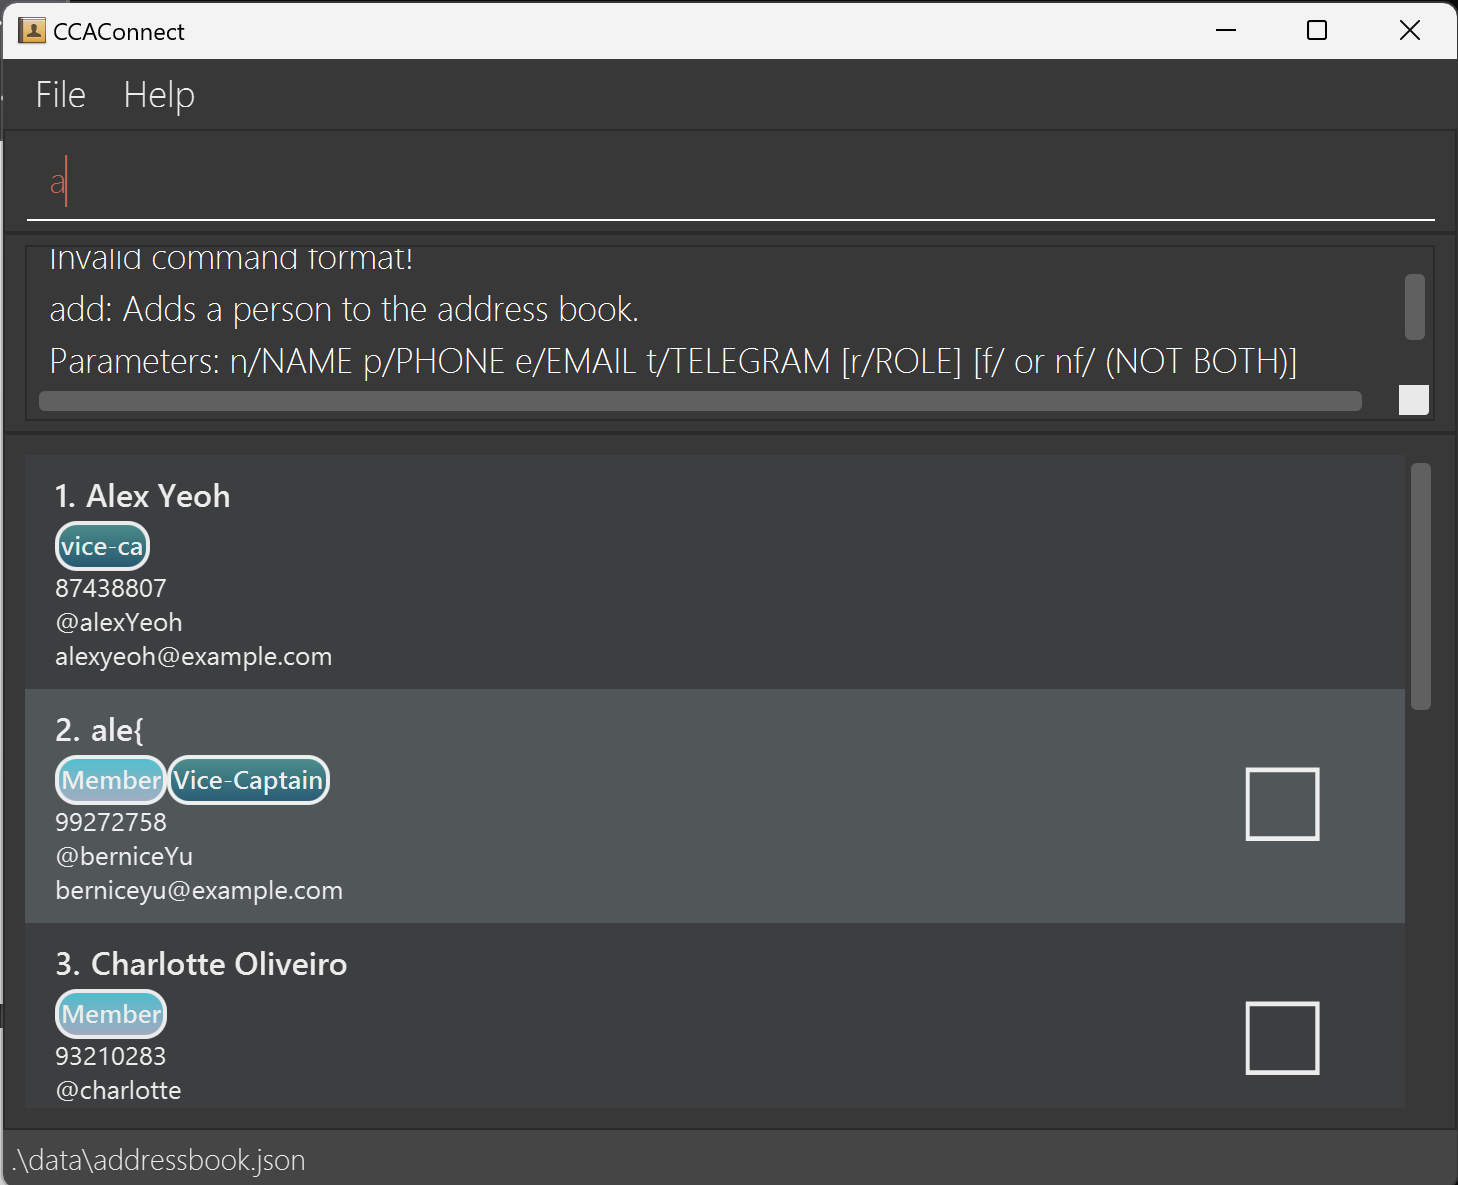 CCAConnect
File Help
a
Invalid command format!
add: Adds a person to the address book.
Parameters: n/NAME p/PHONE e/EMAIL t/TELEGRAM [r/ROLE] [f/ or nf/ (NOT BOTH)]
1. Alex Yeoh
vice-ca
87438807
@alexYeoh
alexyeoh@example.com
2. ale{
Member Vice-Captain
99272758
@berniceYu
berniceyu@example.com
3. Charlotte Oliveiro
Member
93210283
@charlotte
.\data\addressbook.json